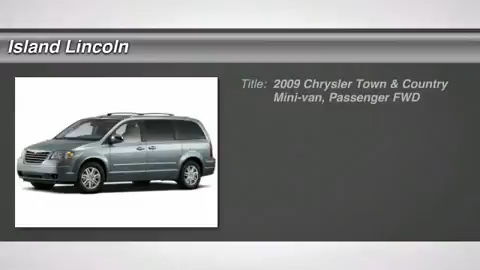 Island Lincoln
Title: 2009 Chrysler Town & Country
Mini-van, Passenger FWD